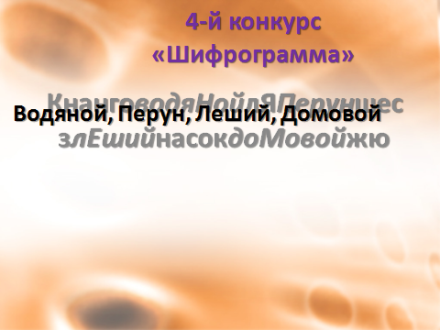 4-й конкурс
«Шифрограмма»
Водяной, Перун, Леший, Домовой
злЕшийнасокдоМовойжю